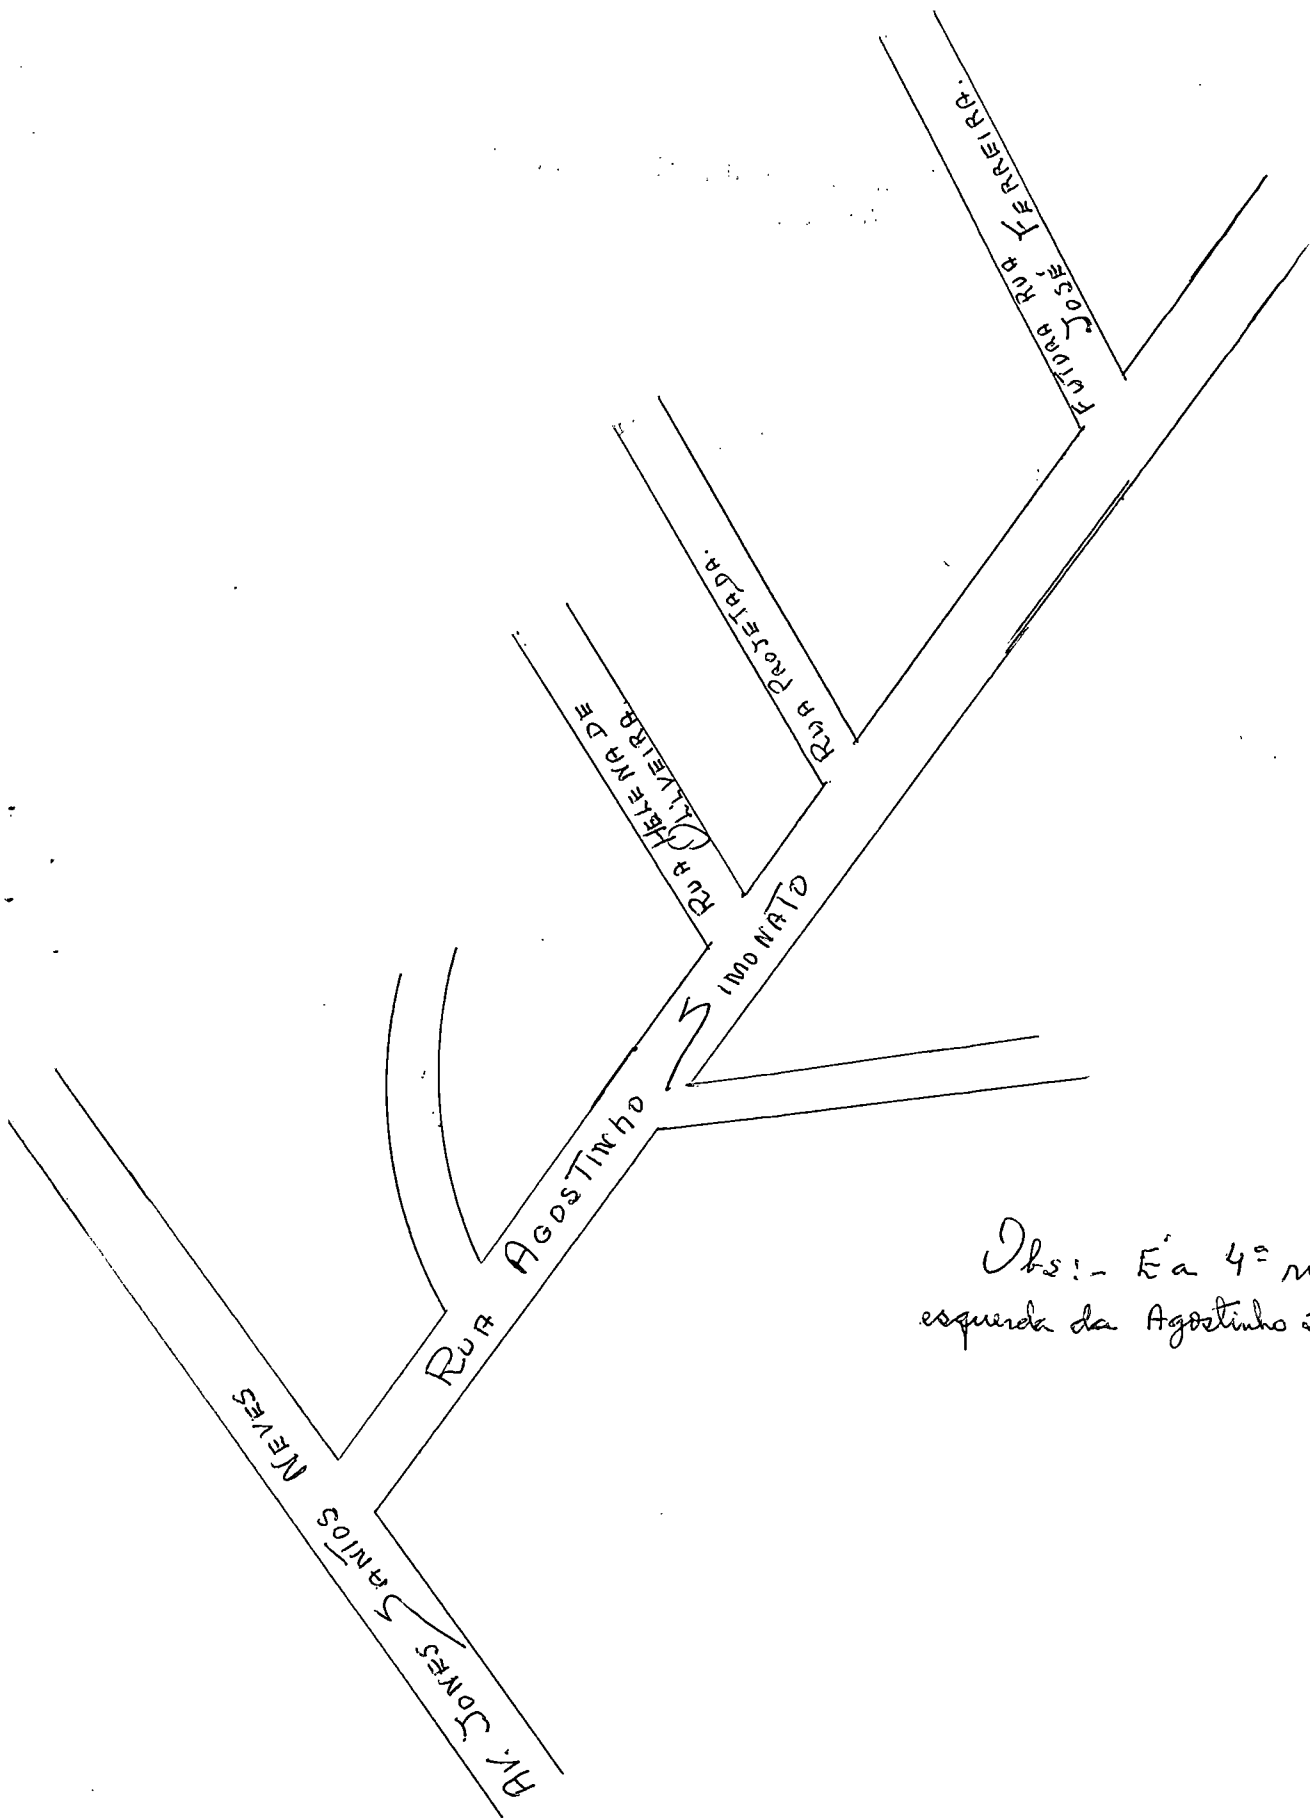 FUTURA RUA
JOSÉ FERREIRA.
RUA PROJETADA.
RUA HELENA DE
OLIVEIRA.
RUA AGOSTINHO SIMONATO
AV. JONES SANTOS NEVES
Obs:- É a 4ª
esquerda da Agostinho